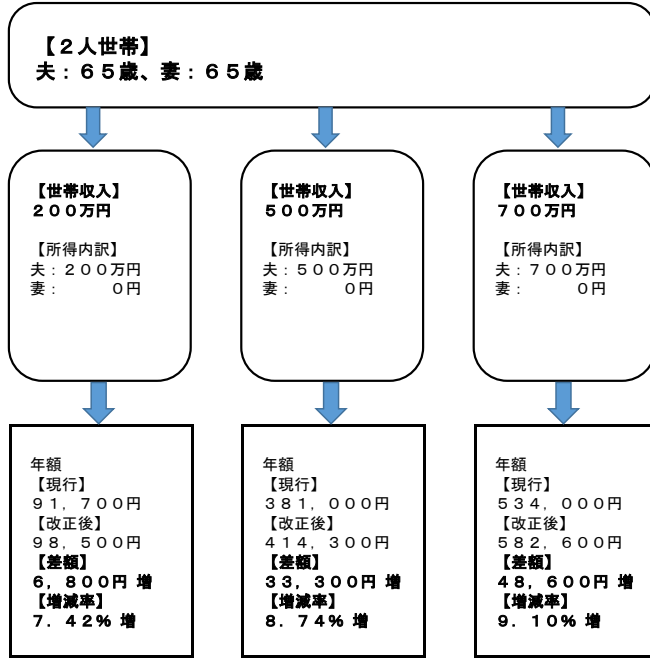 【２人世帯】
夫：６５歳、妻：６５歳
【世帯収入】
２００万円
【所得内訳】
夫：２００万円
妻：　　　０円
【世帯収入】
５００万円
【所得内訳】
夫：５００万円
妻：　　　０円
【世帯収入】
７００万円
【所得内訳】
夫：７００万円
妻：　　　０円
年額
【現行】
９１，７００円
【改正後】
９８，５００円
【差額】
６，８００円 増
【増減率】
７．４２％ 増
年額
【現行】
３８１，０００円
【改正後】
４１４，３００円
【差額】
３３，３００円 増
【増減率】
８．７４％ 増
年額
【現行】
５３４，０００円
【改正後】
５８２，６００円
【差額】
４８，６００円 増
【増減率】
９．１０％ 増